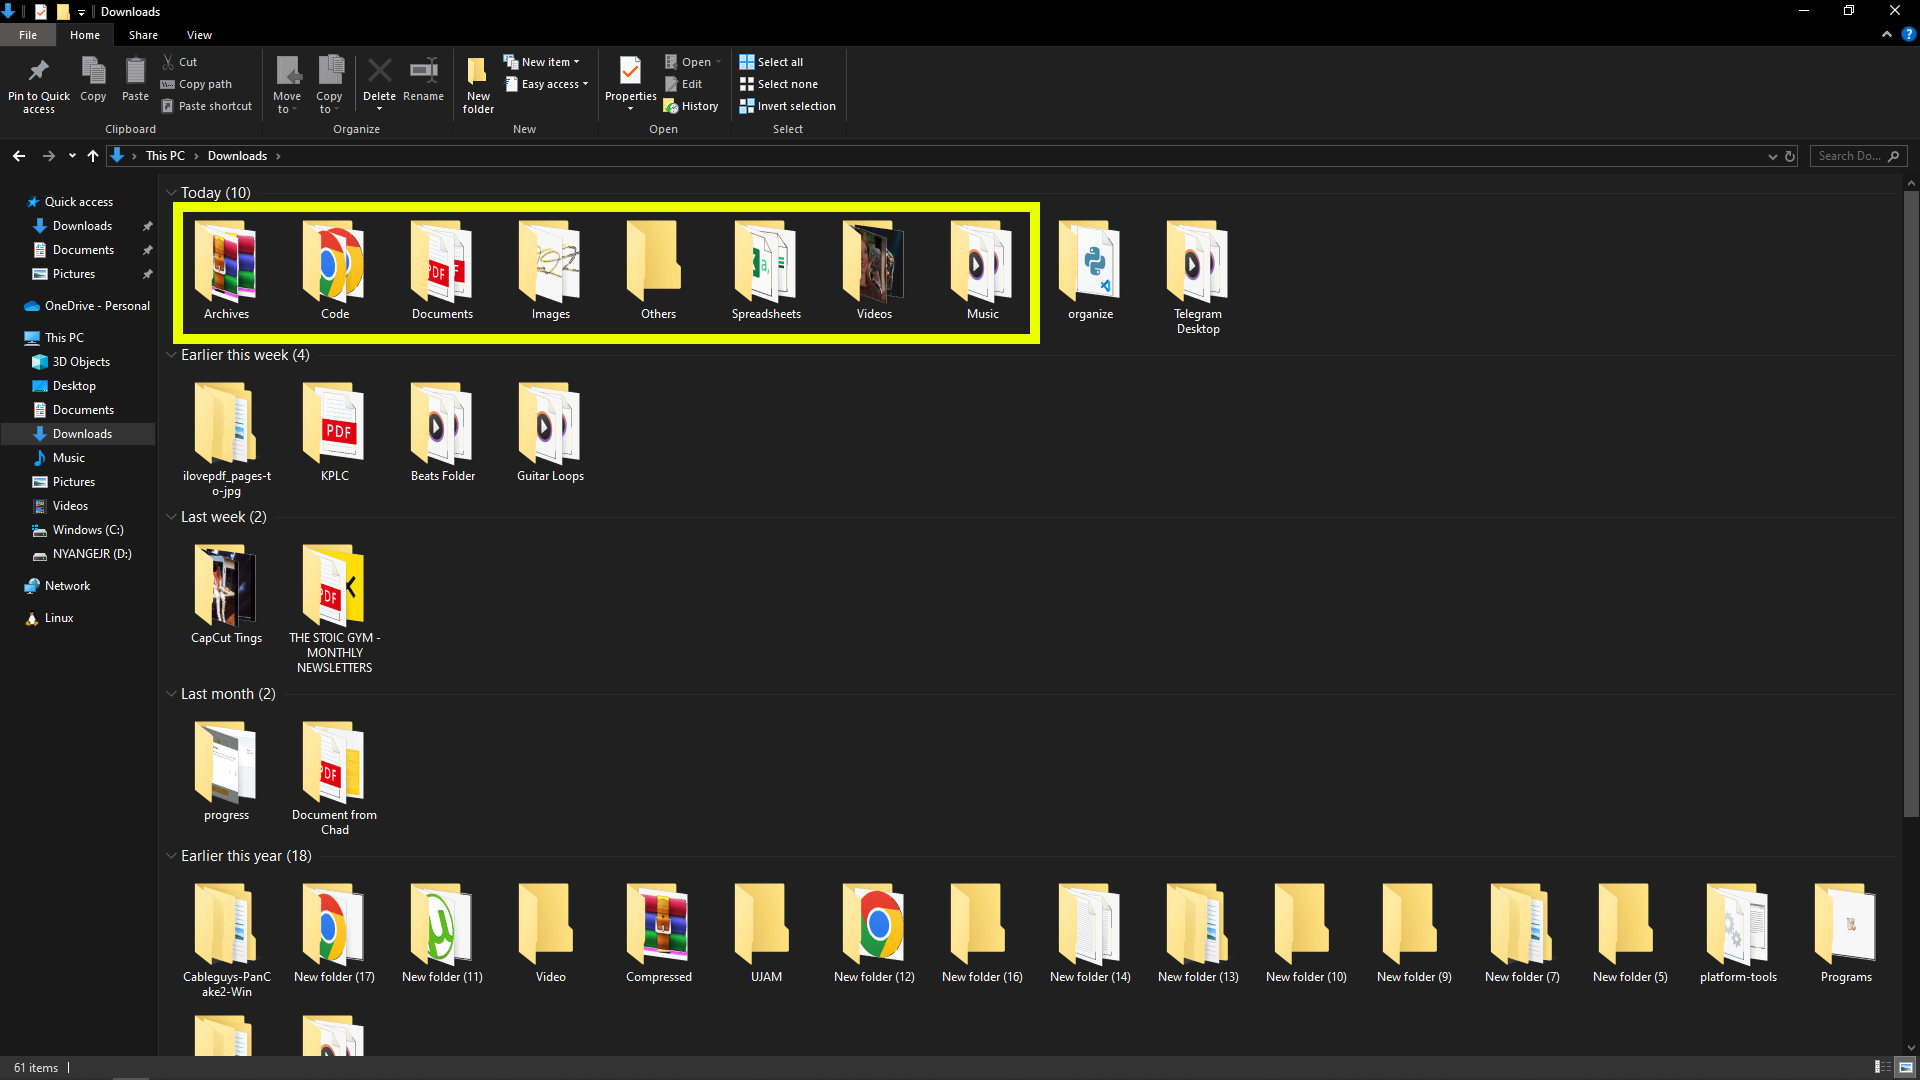 Downloads
File Home Share View
Pin to Quick access
Copy
Paste
Cut
Copy path
Paste shortcut
Clipboard
Move to
Copy to
Delete
Rename
Organize
New folder
New item
Easy access
New
Properties
Open
Edit
History
Open
Select all
Select none
Invert selection
Select
This PC > Downloads >
Search Do...
Quick access
Downloads
Documents
Pictures
OneDrive - Personal
This PC
3D Objects
Desktop
Documents
Downloads
Music
Pictures
Videos
Windows (C:)
NYANGEJR (D:)
Network
Linux
Today (10)
Archives
Code
Documents
Images
Others
Spreadsheets
Videos
Music
organize
Telegram
Desktop
Earlier this week (4)
ilovepdf_pages-t
o-jpg
KPLC
Beats Folder
Guitar Loops
Last week (2)
CapCut Tings
THE STOIC GYM -
MONTHLY
NEWSLETTERS
Last month (2)
progress
Document from
Chad
Earlier this year (18)
Cableguys-PanC
ake2-Win
New folder (17)
New folder (11)
Video
Compressed
UJAM
New folder (12)
New folder (16)
New folder (14)
New folder (13)
New folder (10)
New folder (9)
New folder (7)
New folder (5)
platform-tools
Programs
61 items